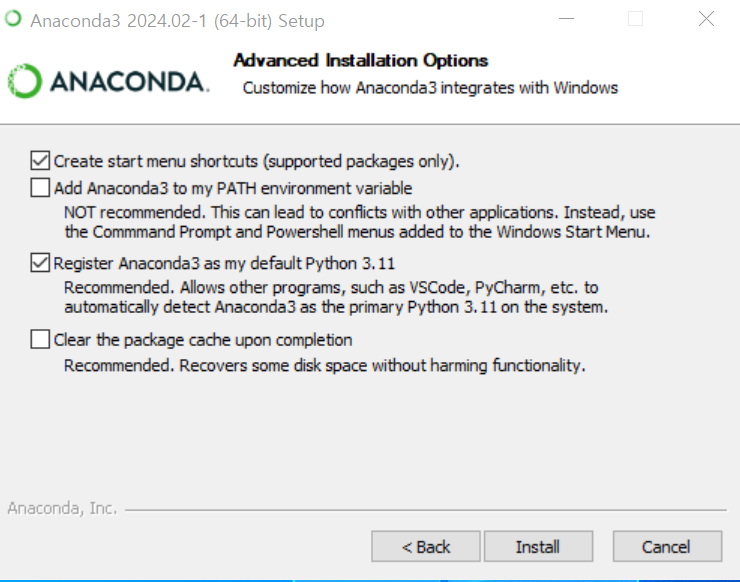 Anaconda3 2024.02-1 (64-bit) Setup
ANACONDA.
Advanced Installation Options
Customize how Anaconda3 integrates with Windows
Create start menu shortcuts (supported packages only).
Add Anaconda3 to my PATH environment variable
NOT recommended. This can lead to conflicts with other applications. Instead, use
the Commmand Prompt and Powershell menus added to the Windows Start Menu.
Register Anaconda3 as my default Python 3.11
Recommended. Allows other programs, such as VSCode, PyCharm, etc. to
automatically detect Anaconda3 as the primary Python 3.11 on the system.
Clear the package cache upon completion
Recommended. Recovers some disk space without harming functionality.
Anaconda, Inc.
< Back
Install
Cancel